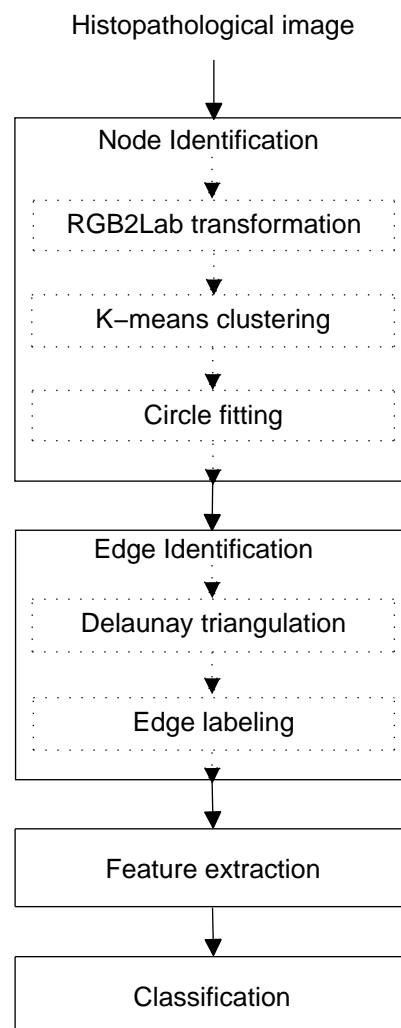 Histopathological image
Node Identification
RGB2Lab transformation
K−means clustering
Circle fitting
Edge Identification
Delaunay triangulation
Edge labeling
Feature extraction
Classification